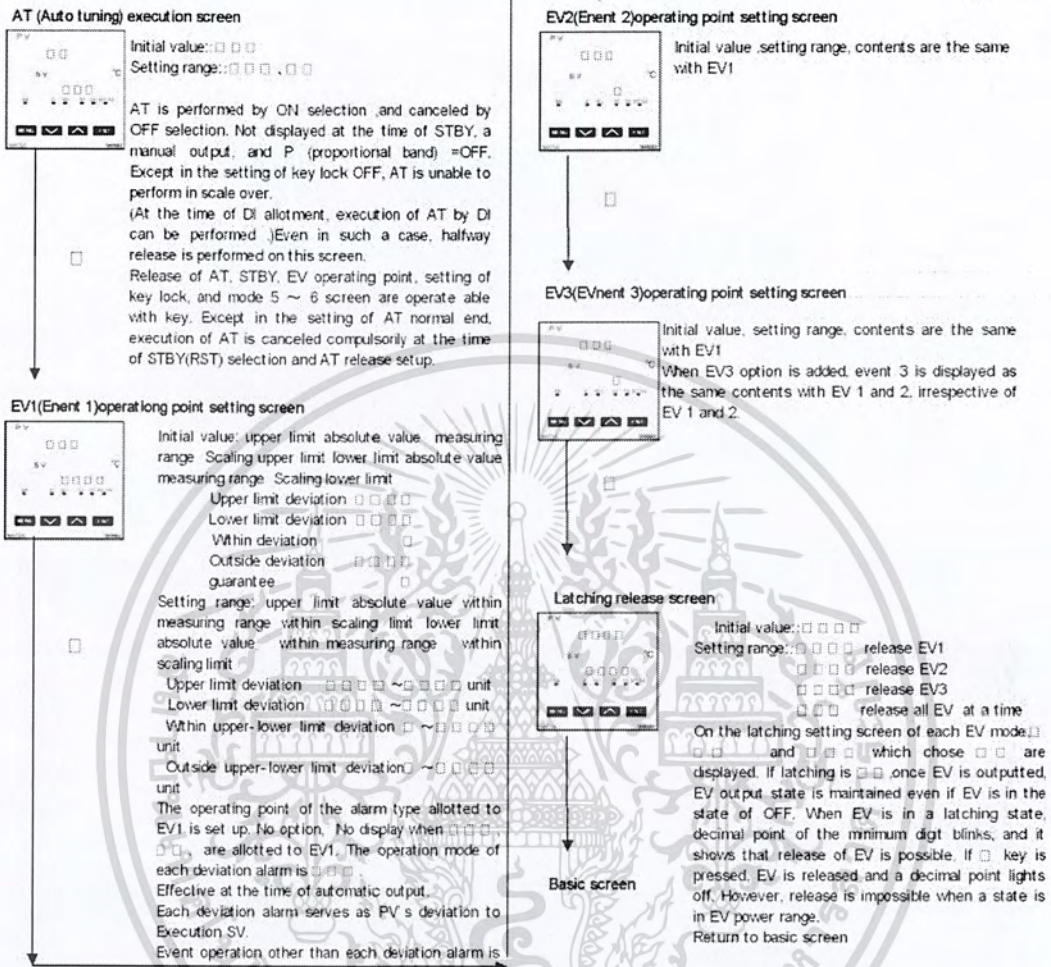 AT (Auto tuning) execution screen
PV
□□
SV
℃
□□□
Initial value::□□□
Setting range::□□□ ,□□
AT is performed by ON selection ,and canceled by
OFF selection. Not displayed at the time of STBY, a
manual output, and P (proportional band) =OFF.
Except in the setting of key lock OFF, AT is unable to
perform in scale over.
(At the time of DI allotment, execution of AT by DI
can be performed .)Even in such a case, halfway
release is performed on this screen.
Release of AT, STBY, EV operating point, setting of
key lock, and mode 5 ～ 6 screen are operate able
with key. Except in the setting of AT normal end,
execution of AT is canceled compulsorily at the time
of STBY(RST) selection and AT release setup.
□
EV1(Enent 1)operationg point setting screen
PV
□□□
SV
℃
□□□□
Initial value: upper limit absolute value measuring
range Scaling upper limit lower limit absolute value
measuring range Scaling lower limit
Upper limit deviation □□□□
Lower limit deviation □□□□
Within deviation □
Outside deviation □□□□
guarantee □
Setting range: upper limit absolute value within
measuring range within scaling limit lower limit
absolute value within measuring range within
scaling limit
Upper limit deviation □□□□ ~□□□□ unit
Lower limit deviation □□□□ ~□□□□ unit
Within upper-lower limit deviation □ ~□□□□
unit
Outside upper-lower limit deviation□ ~□□□□
unit
The operating point of the alarm type allotted to
EV1 is set up. No option, No display when □□□ ,
□□ , are allotted to EV1. The operation mode of
each deviation alarm is □□□ .
Effective at the time of automatic output.
Each deviation alarm serves as PV's deviation to
Execution SV.
Event operation other than each deviation alarm is
□
EV2(Enent 2)operating point setting screen
PV
□□□
SV
℃
□
Initial value ,setting range, contents are the same
with EV1
□
EV3(EVnent 3)operating point setting screen
PV
□□□
SV
℃
□
Initial value, setting range, contents are the same
with EV1
When EV3 option is added, event 3 is displayed as
the same contents with EV 1 and 2, irrespective of
EV 1 and 2.
□
Latching release screen
PV
□□□□
SV
℃
□□□□
Initial value::□□□□
Setting range::□□□□ release EV1
□□□□ release EV2
□□□□ release EV3
□□□ release all EV at a time
On the latching setting screen of each EV mode,□
□□ and □□□ which chose □□ are
displayed. If latching is □□ ,once EV is outputted,
EV output state is maintained even if EV is in the
state of OFF. When EV is in a latching state,
decimal point of the mnimum digit blinks, and it
shows that release of EV is possible. If □ key is
pressed, EV is released and a decimal point lights
off. However, release is impossible when a state is
in EV power range.
Return to basic screen
Basic screen